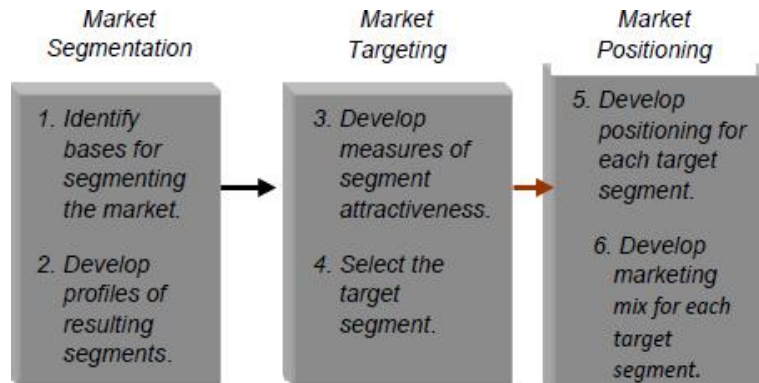 Market
Segmentation
1. Identify
bases for
segmenting
the market.
2. Develop
profiles of
resulting
segments.
Market
Targeting
3. Develop
measures of
segment
attractiveness.
4. Select the
target
segment.
Market
Positioning
5. Develop
positioning for
each target
segment.
6. Develop
marketing
mix for each
target
segment.